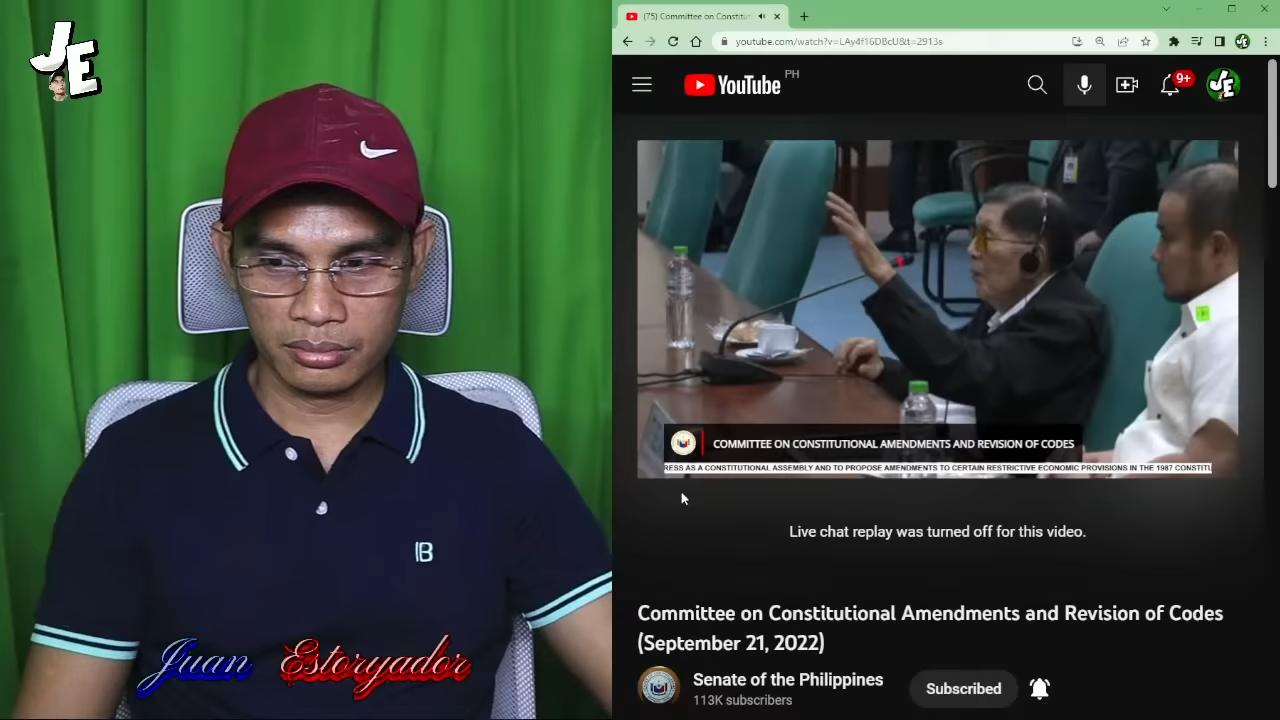 JE
Juan Estoryador
IB
(75) Committee on Constitut
youtube.com/watch?v=LAy4f16DBcU&t=2913s
YouTube PH
9+
COMMITTEE ON CONSTITUTIONAL AMENDMENTS AND REVISION OF CODES
RESS AS A CONSTITUTIONAL ASSEMBLY AND TO PROPOSE AMENDMENTS TO CERTAIN RESTRICTIVE ECONOMIC PROVISIONS IN THE 1987 CONSTITU
Live chat replay was turned off for this video.
Committee on Constitutional Amendments and Revision of Codes
(September 21, 2022)
Senate of the Philippines
113K subscribers
Subscribed